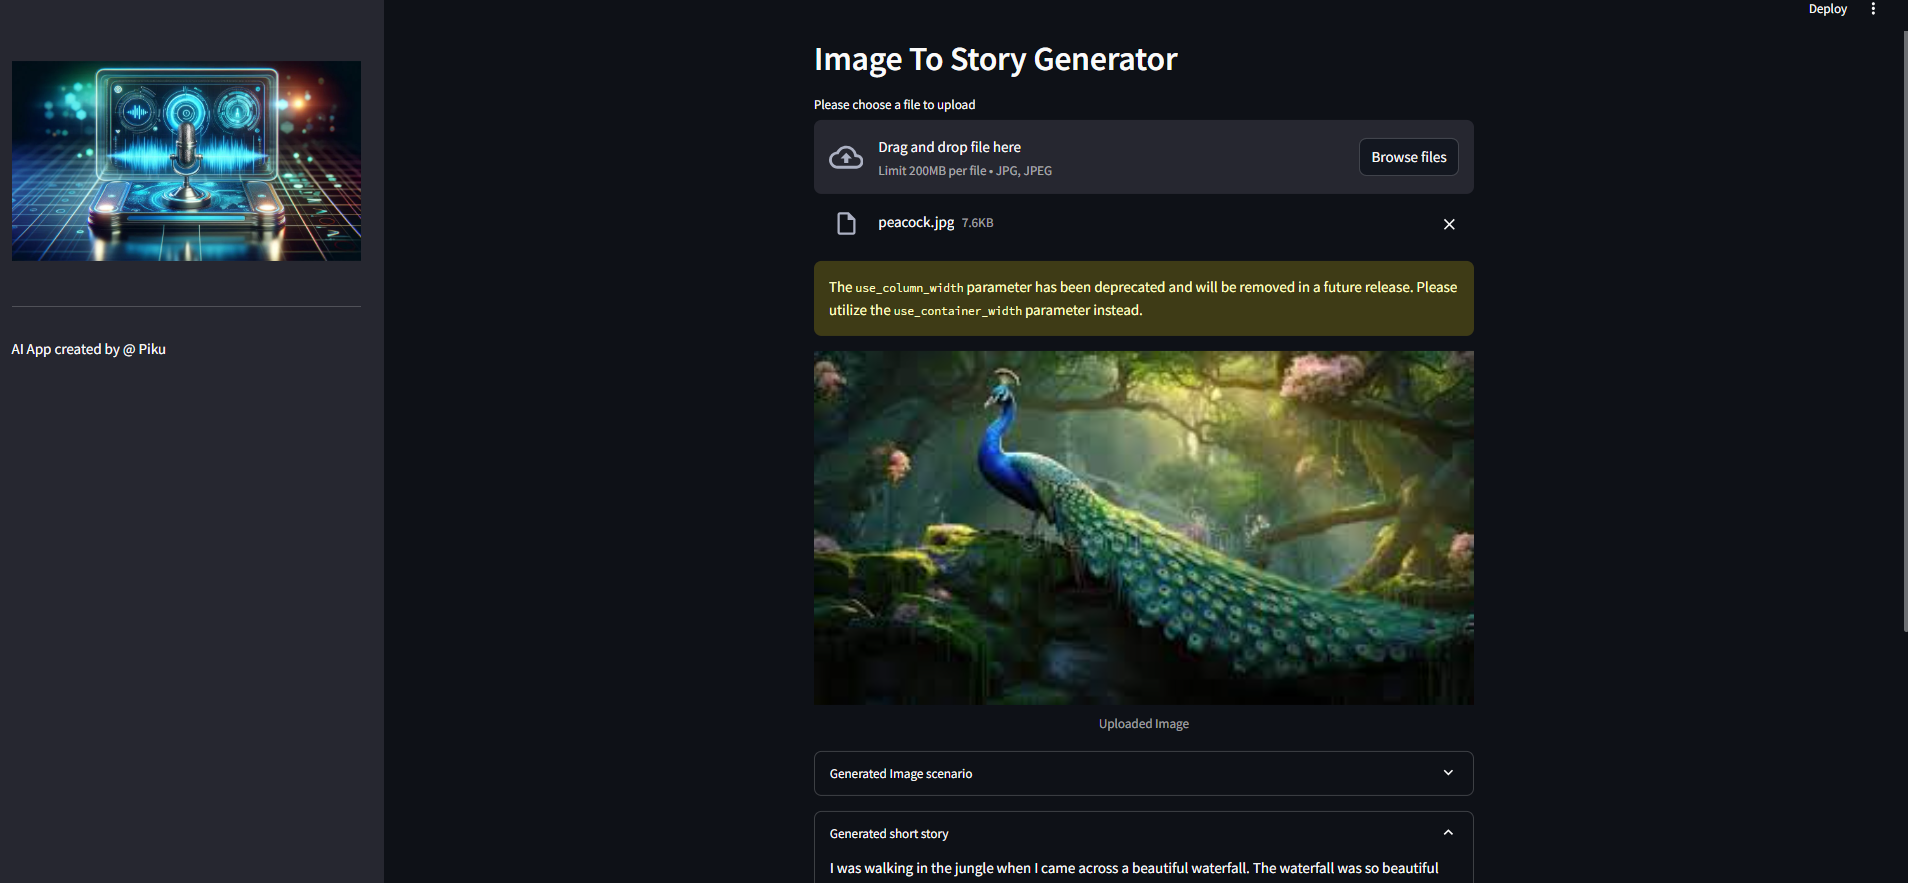 Deploy
Image To Story Generator
Please choose a file to upload
Drag and drop file here
Limit 200MB per file • JPG, JPEG
Browse files
peacock.jpg 7.6KB
The use_column_width parameter has been deprecated and will be removed in a future release. Please
utilize the use_container_width parameter instead.
AI App created by @ Piku
Uploaded Image
Generated Image scenario
Generated short story
I was walking in the jungle when I came across a beautiful waterfall. The waterfall was so beautiful